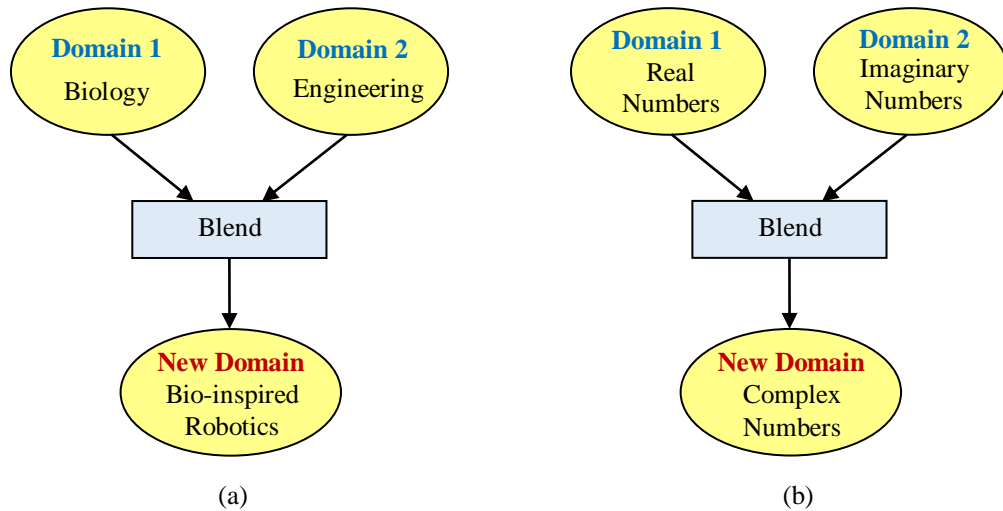 Domain 1
Biology
Domain 2
Engineering
Blend
New Domain
Bio-inspired
Robotics
(a)
Domain 1
Real
Numbers
Domain 2
Imaginary
Numbers
Blend
New Domain
Complex
Numbers
(b)